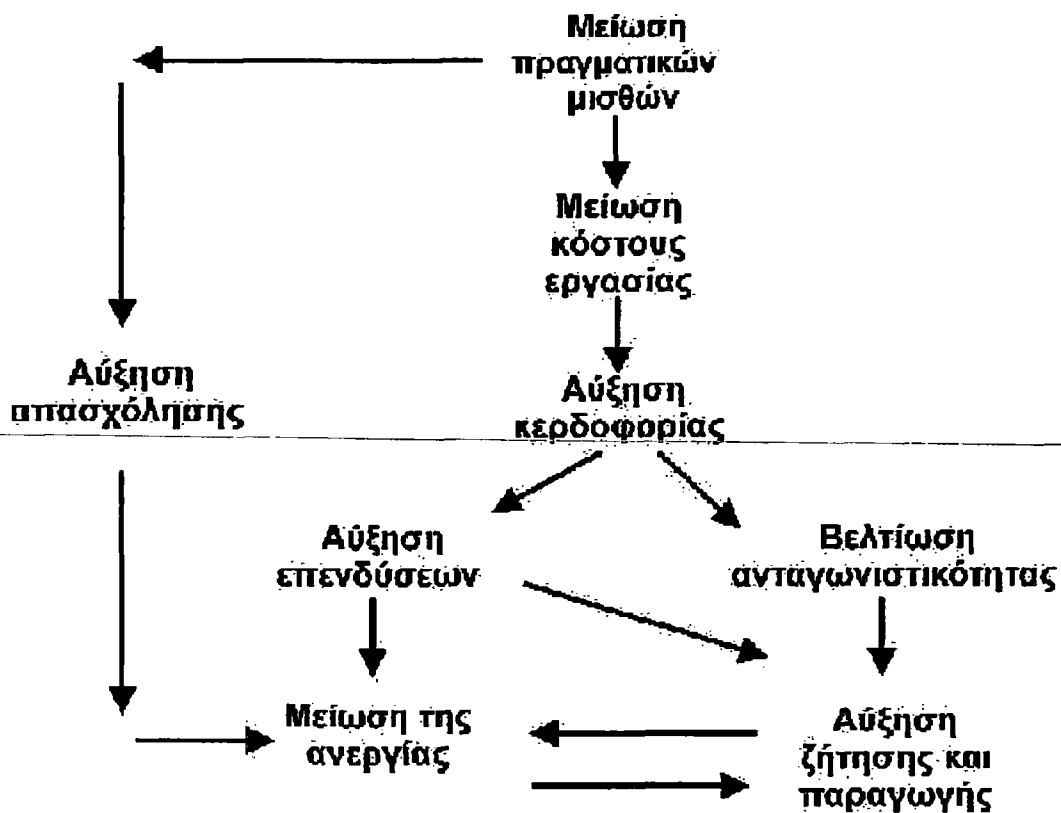 Μείωση
πραγματικών
μισθών
Μείωση
κόστους
εργασίας
Αύξηση
απασχόλησης
Αύξηση
κερδοφορίας
Αύξηση
επενδύσεων
Βελτίωση
ανταγωνιστικότητας
Μείωση της
ανεργίας
Αύξηση
ζήτησης και
παραγωγής